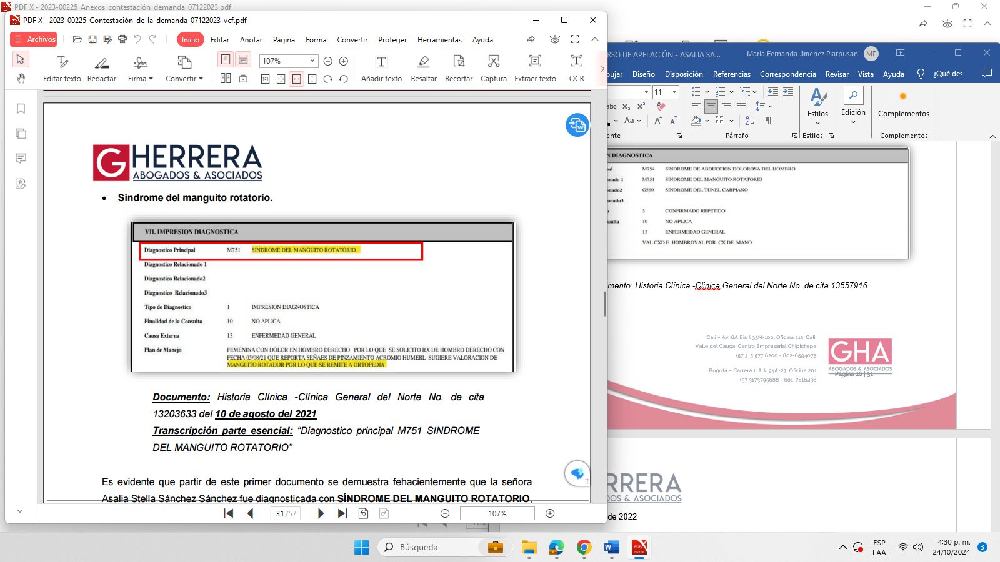 PDF X - 2023-00225_Anexos_contestación_demanda_07122023.pdf
PDF X - 2023-00225_Contestación_de_la_demanda_07122023_vcf.pdf
Archivos
Inicio Editar Anotar Página Forma Convertir Proteger Herramientas Ayuda
107%
Editar texto Redactar Firma Convertir Añadir texto Resaltar Recortar Captura Extraer texto OCR
HERRERA
ABOGADOS & ASOCIADOS
• Síndrome del manguito rotatorio.
VII. IMPRESION DIAGNOSTICA
Diagnostico Principal M751 SINDROME DEL MANGUITO ROTATORIO
Diagnostico Relacionado 1
Diagnostico Relacionado2
Diagnostico Relacionado3
Tipo de Diagnostico 1 IMPRESION DIAGNOSTICA
Finalidad de la Consulta 10 NO APLICA
Causa Externa 13 ENFERMEDAD GENERAL
Plan de Manejo FEMENINA CON DOLOR EN HOMBRO DERECHO POR LO QUE SE SOLICITO RX DE HOMBRO DERECHO CON
FECHA 05/08/21 QUE REPORTA SEÑAES DE PINZAMIENTO ACROMIO HUMERL SUGIERE VALORACION DE
MANGUITO ROTADOR POR LO QUE SE REMITE A ORTOPEDIA
Documento: Historia Clínica -Clínica General del Norte No. de cita
13203633 del 10 de agosto del 2021
Transcripción parte esencial: “Diagnostico principal M751 SINDROME
DEL MANGUITO ROTATORIO”
Es evidente que partir de este primer documento se demuestra fehacientemente que la señora
Asalia Stella Sánchez Sánchez fue diagnosticada con SÍNDROME DEL MANGUITO ROTATORIO,
31 /57
107%
RSO DE APELACIÓN - ASALIA SA... Maria Fernanda Jimenez Piarpusan MF
ujar Diseño Disposición Referencias Correspondencia Revisar Vista Ayuda ¿Qué des
11
abc x₂ x²
Aa A A
Estilos Edición Complementos
ente Párrafo Estilos Complementos
N DIAGNOSTICA
al M754 SINDROME DE ABDUCCION DOLOROSA DEL HOMBRO
onado 1 M751 SINDROME DEL MANGUITO ROTATORIO
onado2 G560 SINDROME DEL TUNEL CARPIANO
onado3
o 3 CONFIRMADO REPETIDO
nsulta 10 NO APLICA
13 ENFERMEDAD GENERAL
VAL CXD E HOMBROVAL POR CX DE MANO
mento: Historia Clínica -Clinica General del Norte No. de cita 13557916
Cali – Av. 6A Bis #35N-100, Oficina 212, Cali,
Valle del Cauca, Centro Empresarial Chipichape
+57 315 577 6200 - 602-6594075
Bogotá – Carrera 11A # 94A-23, Oficina 201
+57 3173795688 - 601-7616436
GHA
ABOGADOS & ASOCIADOS
Página 16 | 31
RRERA
ADOS & ASOCIADOS
de 2022
Búsqueda
ESP
LAA
4:30 p. m.
24/10/2024
3